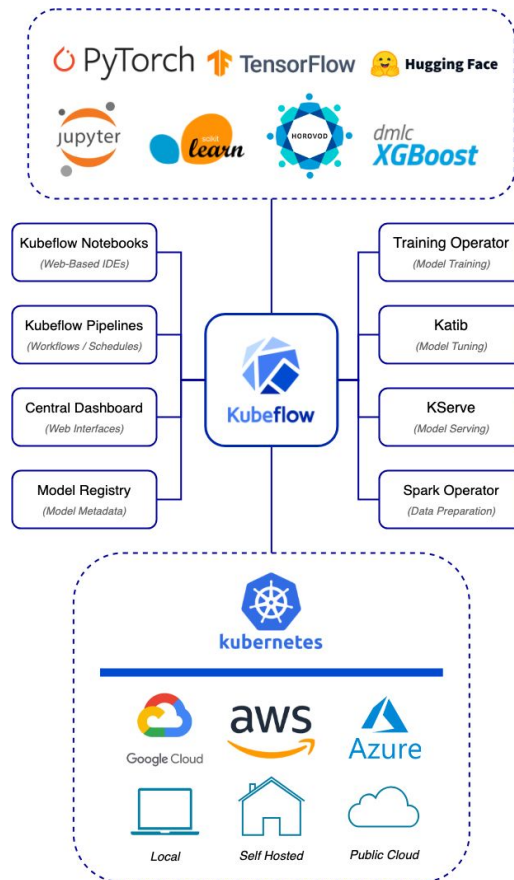 PyTorch
TensorFlow
Hugging Face
jupyter
scikit
learn
HOROVOD
dmlc
XGBoost
Kubeflow Notebooks
(Web-Based IDEs)
Kubeflow Pipelines
(Workflows / Schedules)
Central Dashboard
(Web Interfaces)
Model Registry
(Model Metadata)
Kubeflow
Training Operator
(Model Training)
Katib
(Model Tuning)
KServe
(Model Serving)
Spark Operator
(Data Preparation)
kubernetes
Google Cloud
aws
Azure
Local
Self Hosted
Public Cloud